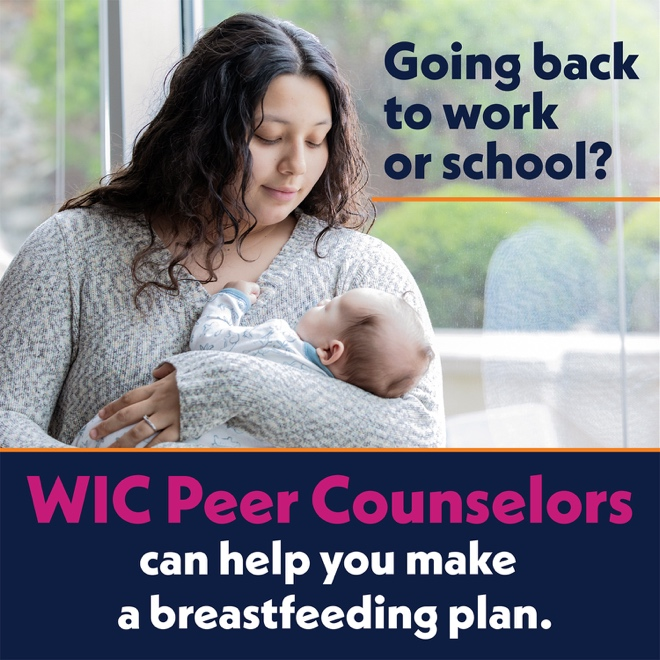 Going back
to work
or school?
WIC Peer Counselors
can help you make
a breastfeeding plan.